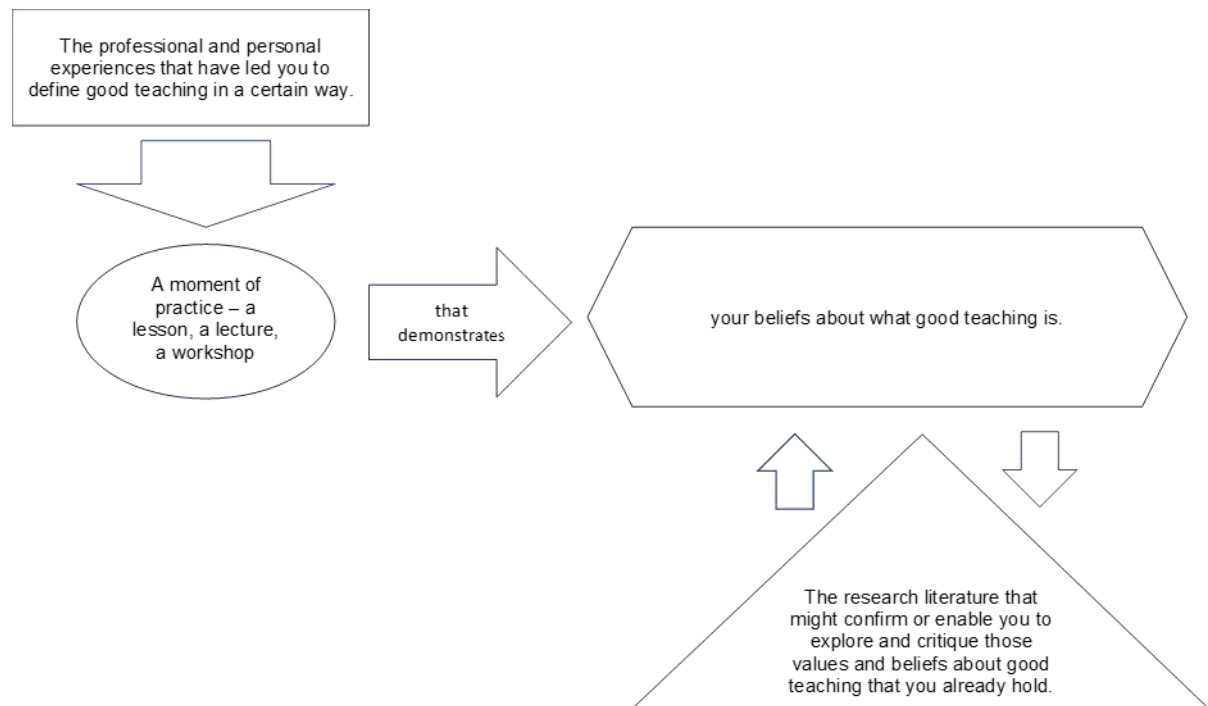 The professional and personal
experiences that have led you to
define good teaching in a certain way.
A moment of
practice – a
lesson, a lecture,
a workshop
that
demonstrates
your beliefs about what good teaching is.
The research literature that
might confirm or enable you to
explore and critique those
values and beliefs about good
teaching that you already hold.